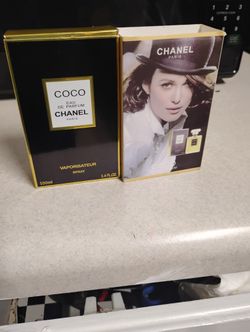 COCO
EAU
DE PARFUM
CHANEL
PARIS
VAPORISATEUR
SPRAY
100ml
3.4 FL.OZ.
CHANEL
PARIS